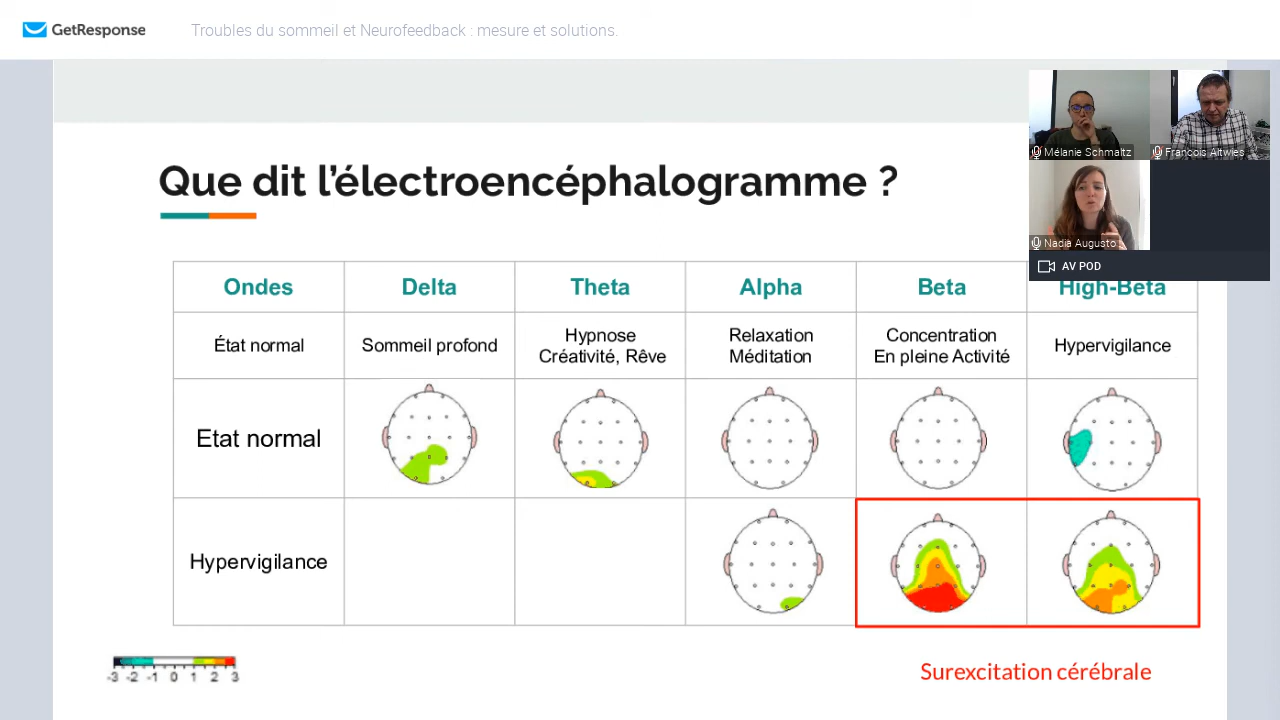 GetResponse
Troubles du sommeil et Neurofeedback : mesure et solutions.
Mélanie Schmaltz
Francois Altwies
Nadia Augusto
AV POD
Que dit l'électroencéphalogramme ?
Ondes Delta Theta Alpha Beta High-Beta
État normal Sommeil profond Hypnose Relaxation Concentration Hypervigilance
Créativité, Rêve Méditation En pleine Activité
Etat normal
Hypervigilance
-3 -2 -1 0 1 2 3
Surexcitation cérébrale